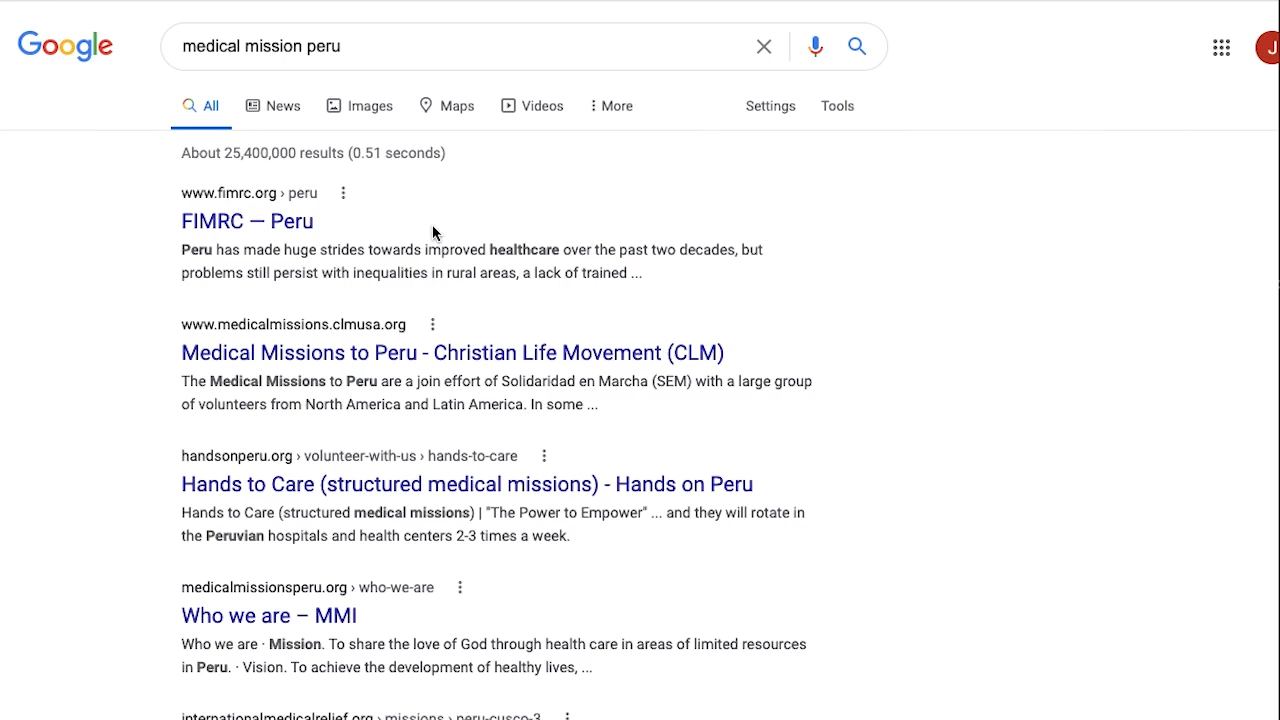 Google
medical mission peru
J
All News Images Maps Videos More Settings Tools
About 25,400,000 results (0.51 seconds)
www.fimrc.org › peru
FIMRC — Peru
Peru has made huge strides towards improved healthcare over the past two decades, but
problems still persist with inequalities in rural areas, a lack of trained ...
www.medicalmissions.clmusa.org
Medical Missions to Peru - Christian Life Movement (CLM)
The Medical Missions to Peru are a join effort of Solidaridad en Marcha (SEM) with a large group
of volunteers from North America and Latin America. In some ...
handsonperu.org › volunteer-with-us › hands-to-care
Hands to Care (structured medical missions) - Hands on Peru
Hands to Care (structured medical missions) | "The Power to Empower" ... and they will rotate in
the Peruvian hospitals and health centers 2-3 times a week.
medicalmissionsperu.org › who-we-are
Who we are – MMI
Who we are · Mission. To share the love of God through health care in areas of limited resources
in Peru. · Vision. To achieve the development of healthy lives, ...
internationalmedicalrelief.org › missions › peru-cusco-3